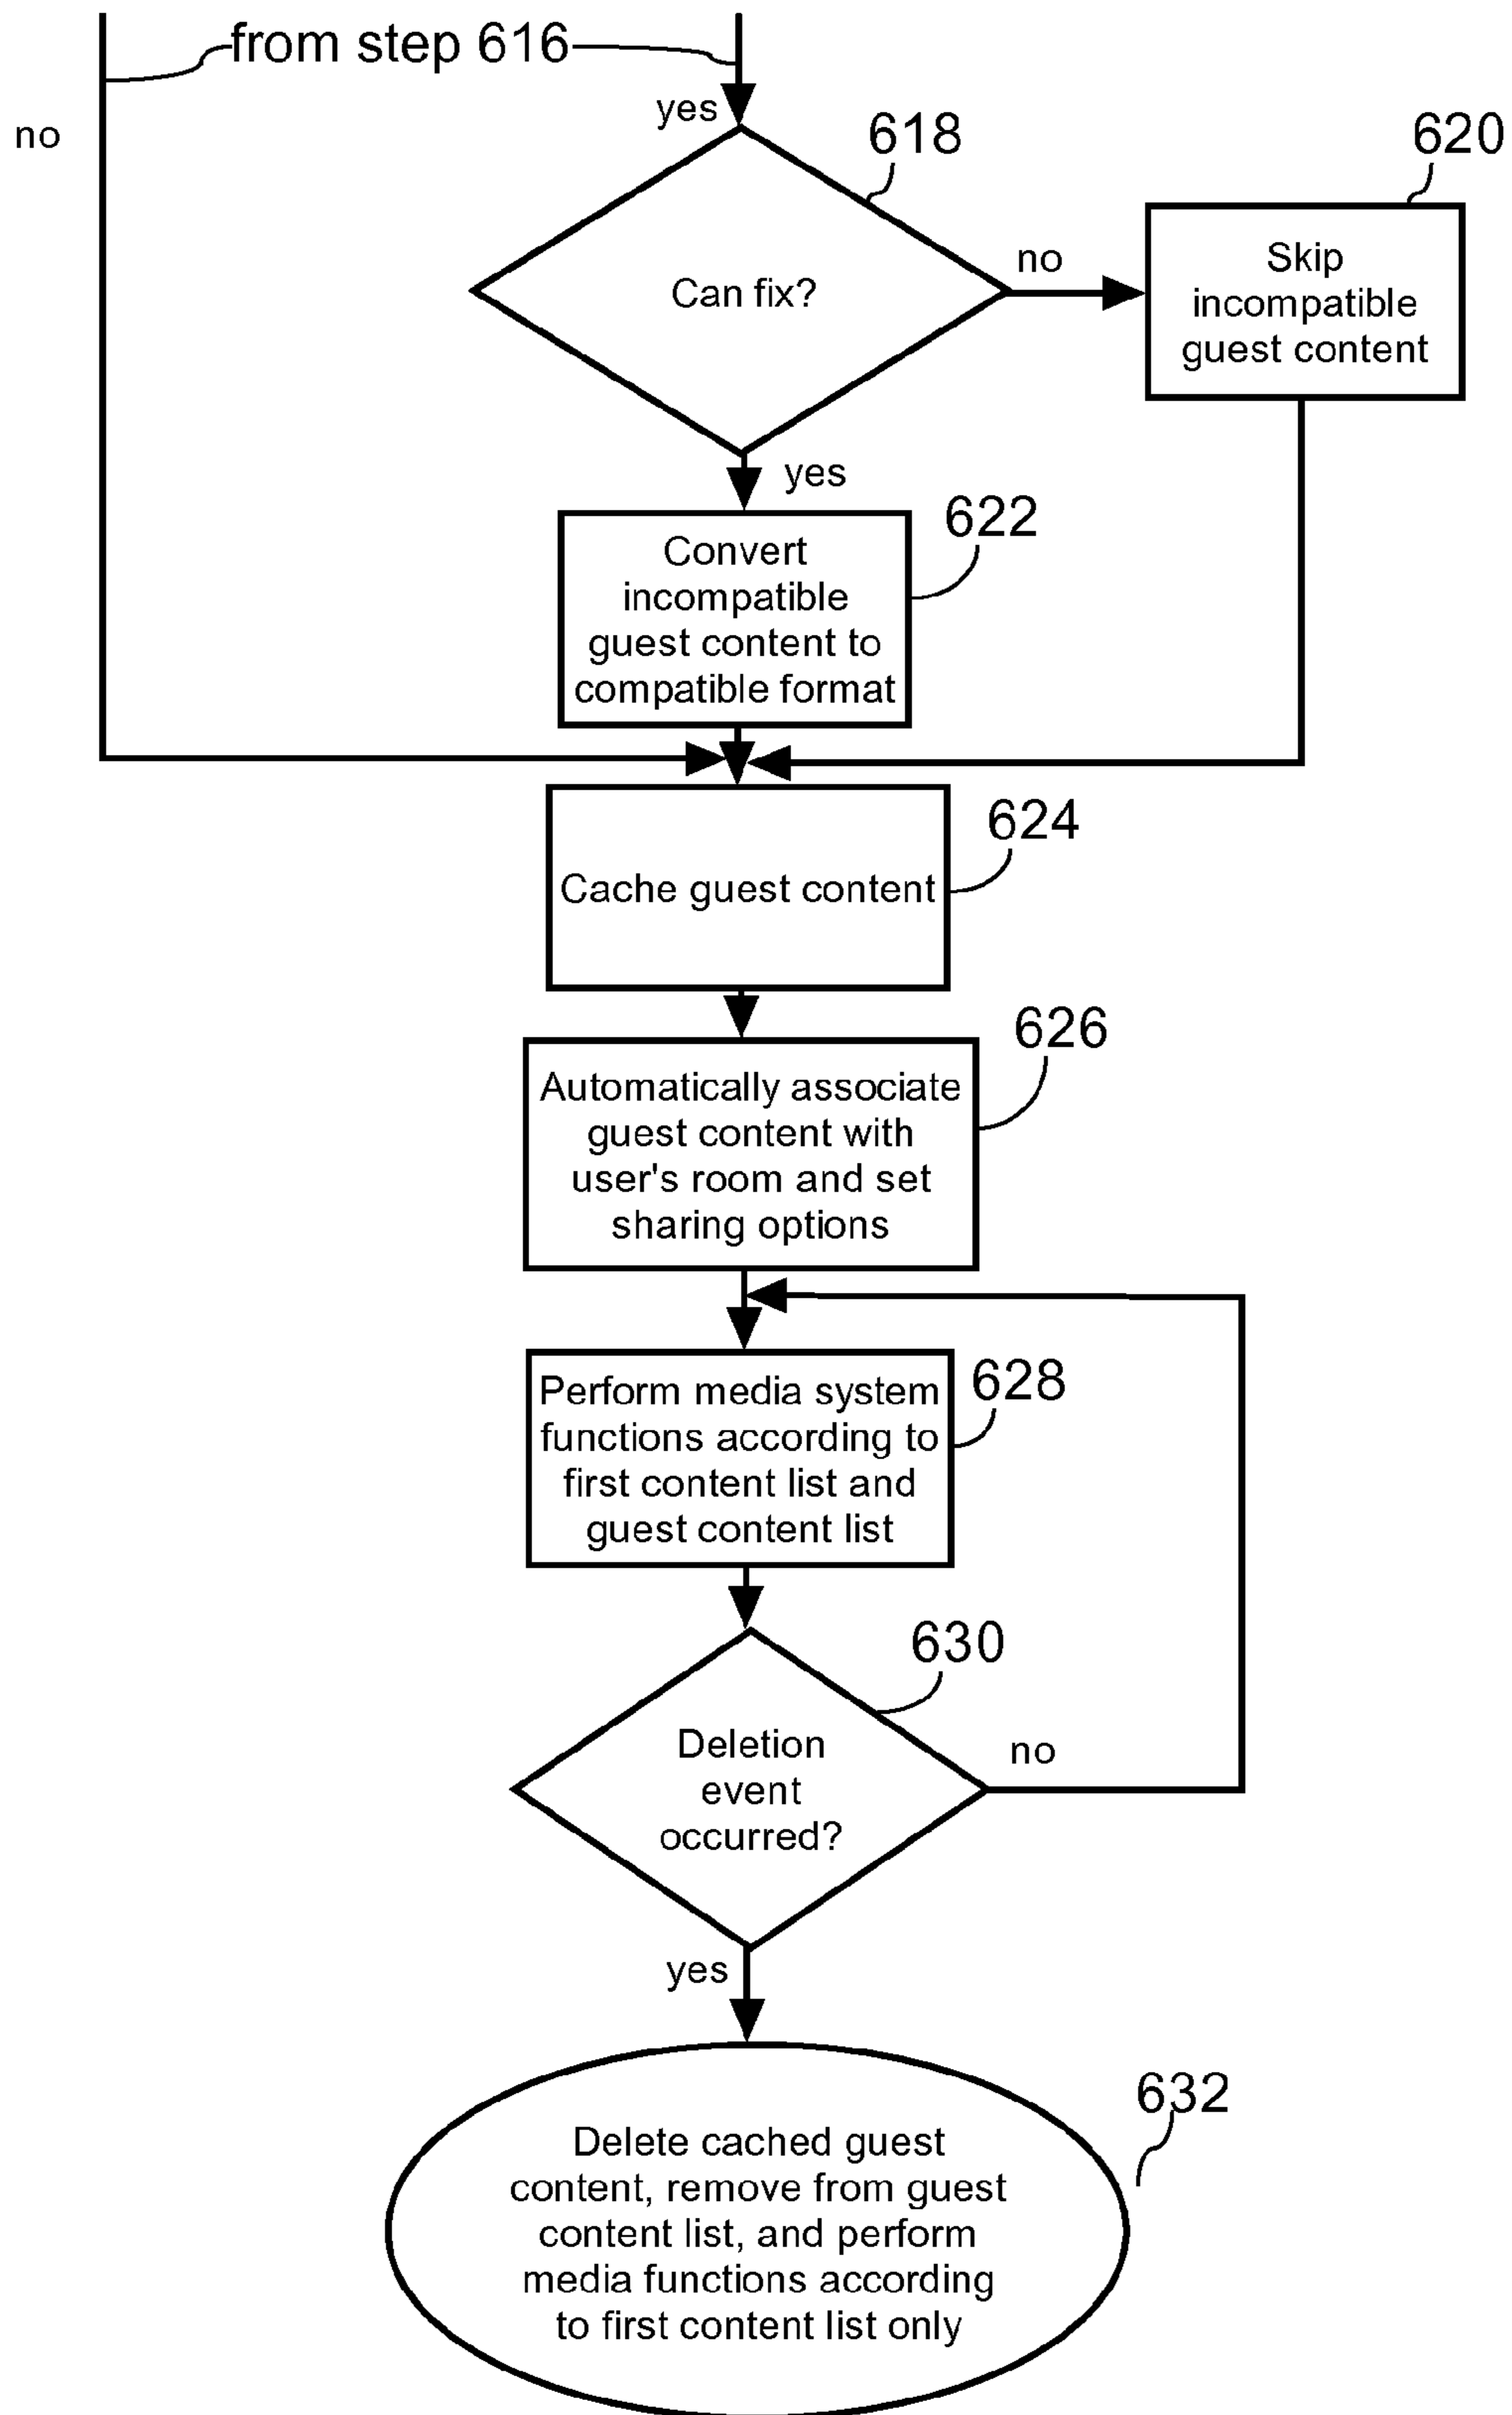 from step 616
no
yes
618
620
Can fix?
no
Skip
incompatible
guest content
yes
622
Convert
incompatible
guest content to
compatible format
624
Cache guest content
626
Automatically associate
guest content with
user's room and set
sharing options
628
Perform media system
functions according to
first content list and
guest content list
630
Deletion
event
occurred?
no
yes
632
Delete cached guest
content, remove from guest
content list, and perform
media functions according
to first content list only